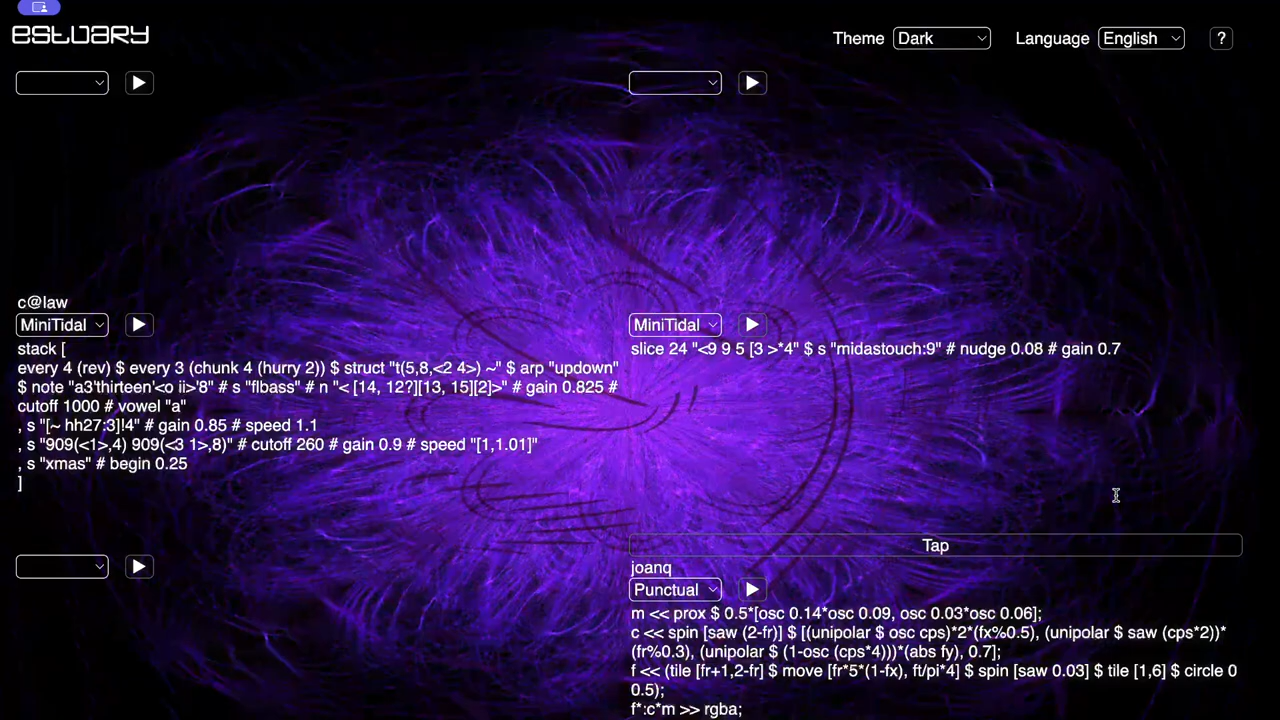 estuary
Theme Dark Language English ?
c@law
MiniTidal
stack [
every 4 (rev) $ every 3 (chunk 4 (hurry 2)) $ struct "t(5,8,<2 4>) ~" $ arp "updown"
$ note "a3'thirteen'<o ii>'8" # s "flbass" # n "< [14, 12?][13, 15][2]>" # gain 0.825 #
cutoff 1000 # vowel "a"
, s "[~ hh27:3]!4" # gain 0.85 # speed 1.1
, s "909(<1>,4) 909(<3 1>,8)" # cutoff 260 # gain 0.9 # speed "[1,1.01]"
, s "xmas" # begin 0.25
]
MiniTidal
slice 24 "<9 9 5 [3 >*4" $ s "midastouch:9" # nudge 0.08 # gain 0.7
Tap
joanq
Punctual
m << prox $ 0.5*[osc 0.14*osc 0.09, osc 0.03*osc 0.06];
c << spin [saw (2-fr)] $ [(unipolar $ osc cps)*2*(fx%0.5), (unipolar $ saw (cps*2))*
(fr%0.3), (unipolar $ (1-osc (cps*4)))*(abs fy), 0.7];
f << (tile [fr+1,2-fr] $ move [fr*5*(1-fx), ft/pi*4] $ spin [saw 0.03] $ tile [1,6] $ circle 0
0.5);
f*:c*m >> rgba;